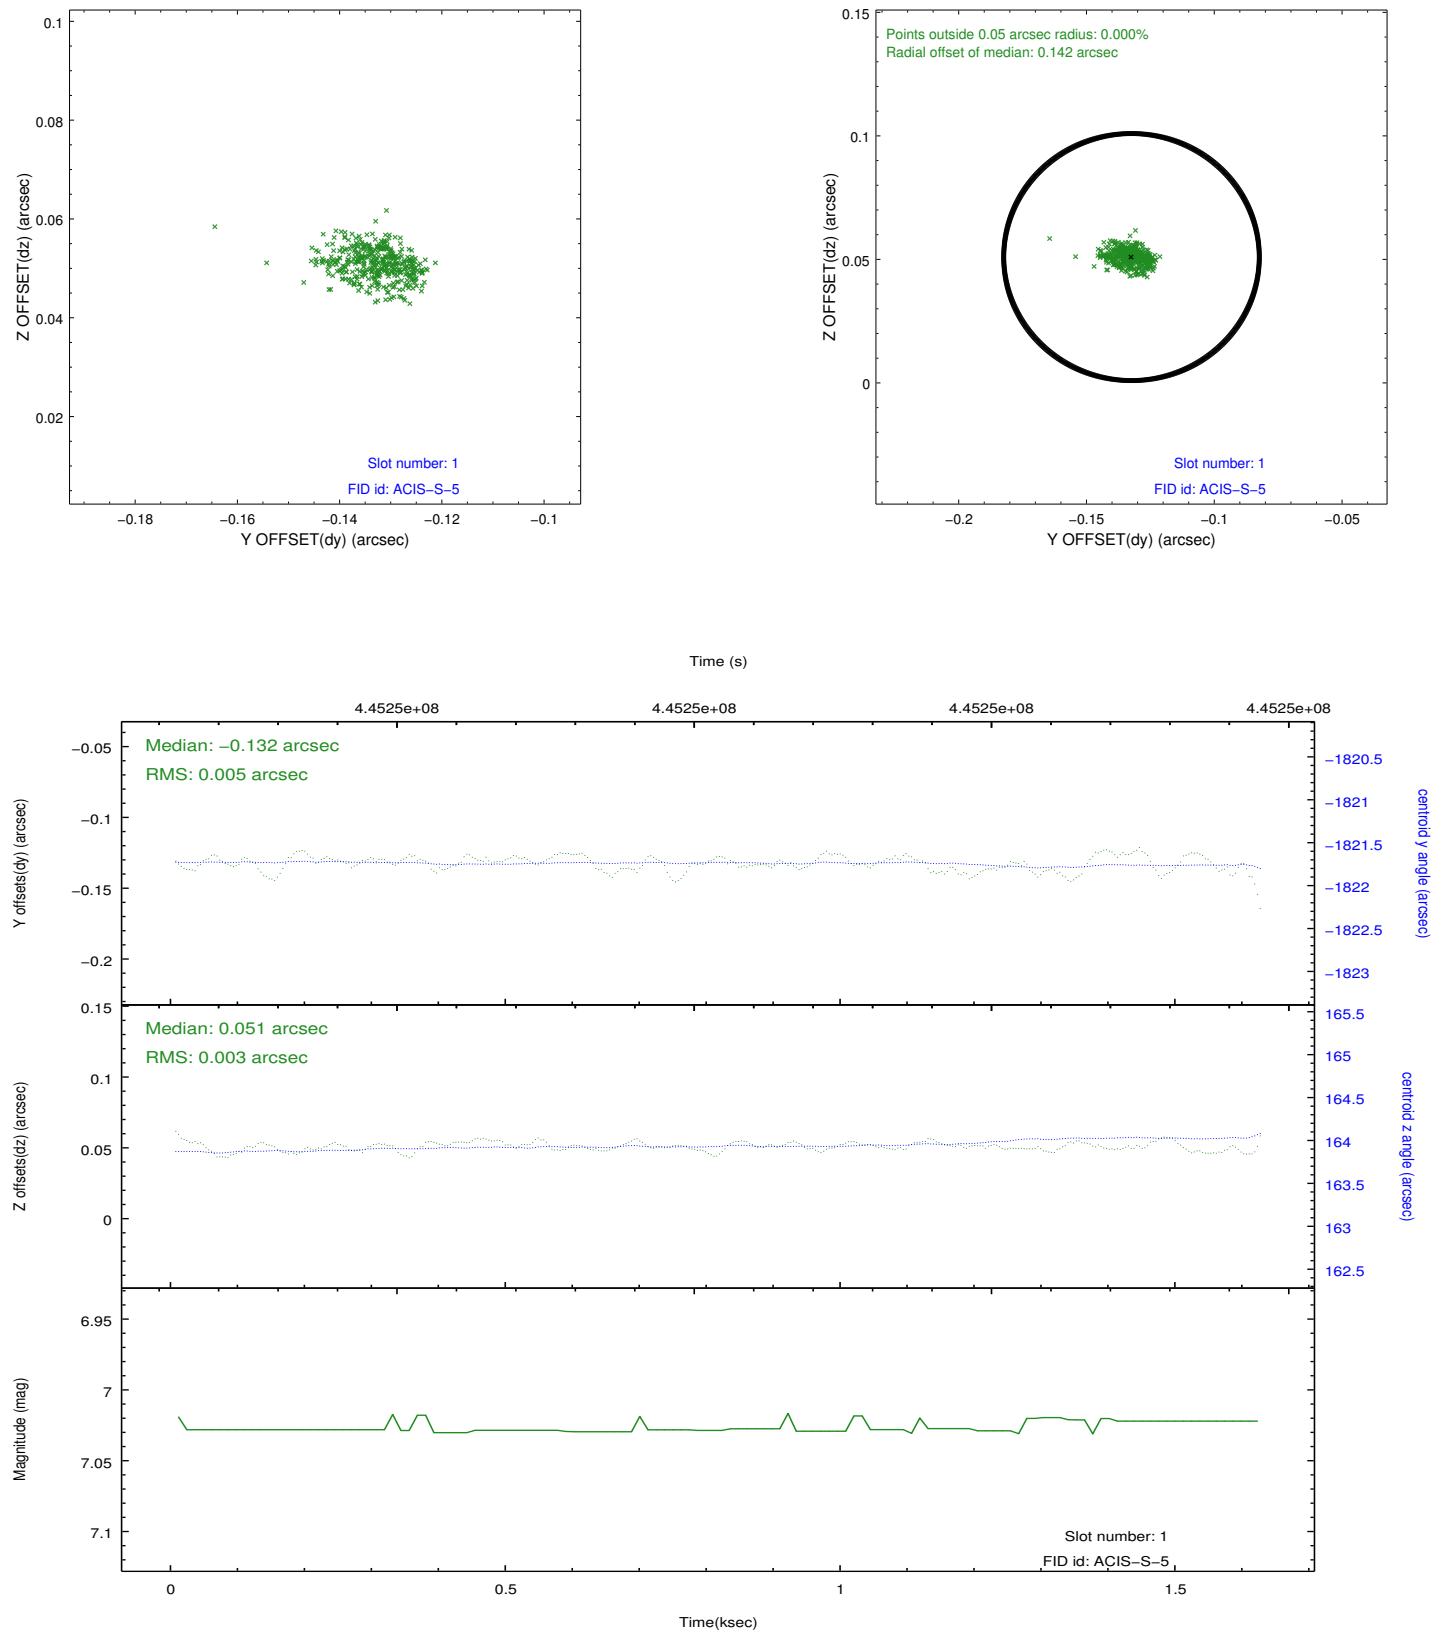 0.1
0.08
0.06
0.04
0.02
Z OFFSET(dz) (arcsec)
Slot number: 1
FID id: ACIS−S−5
−0.18
−0.16
−0.14
−0.12
−0.1
Y OFFSET(dy) (arcsec)
Points outside 0.05 arcsec radius: 0.000%
Radial offset of median: 0.142 arcsec
0.15
0.1
0.05
0
Z OFFSET(dz) (arcsec)
Slot number: 1
FID id: ACIS−S−5
−0.2
−0.15
−0.1
−0.05
Y OFFSET(dy) (arcsec)
Time (s)
4.4525e+08
4.4525e+08
4.4525e+08
4.4525e+08
Median: −0.132 arcsec
RMS: 0.005 arcsec
−0.05
−0.1
−0.15
−0.2
Y offsets(dy) (arcsec)
−1820.5
−1821
−1821.5
−1822
−1822.5
−1823
centroid y angle (arcsec)
Median: 0.051 arcsec
RMS: 0.003 arcsec
0.15
0.1
0.05
0
Z offsets(dz) (arcsec)
165.5
165
164.5
164
163.5
163
162.5
centroid z angle (arcsec)
6.95
7
7.05
7.1
Magnitude (mag)
Slot number: 1
FID id: ACIS−S−5
0
0.5
1
1.5
Time(ksec)